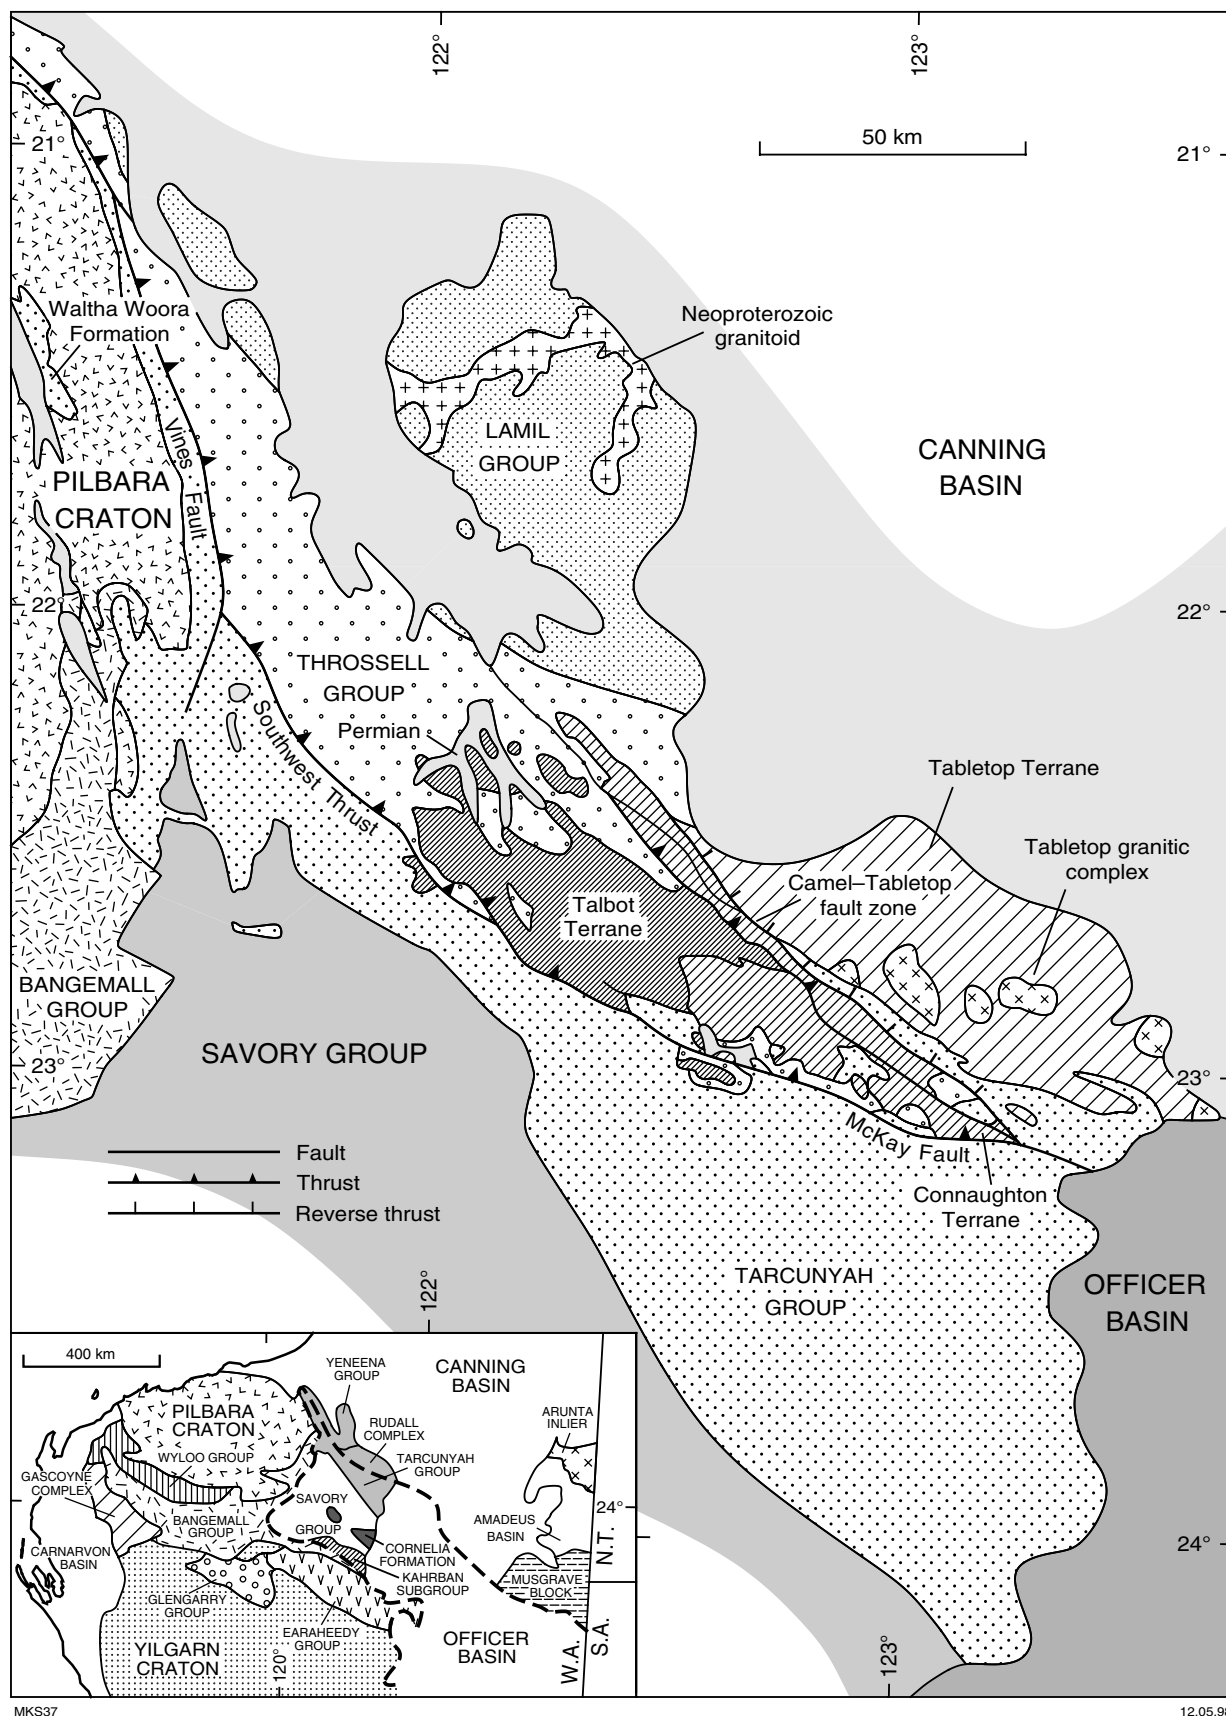 122°
123°
50 km
21°
21°
Waltha Woora
Formation
Neoproterozoic
granitoid
LAMIL
GROUP
CANNING
BASIN
Vines Fault
PILBARA
CRATON
22°
22°
THROSSELL
GROUP
Permian
Southwest Thrust
Tabletop Terrane
Tabletop granitic
complex
Camel–Tabletop
fault zone
Talbot
Terrane
BANGEMALL
GROUP
SAVORY GROUP
23°
23°
McKay Fault
Connaughton
Terrane
Fault
Thrust
Reverse thrust
TARCUNYAH
GROUP
OFFICER
BASIN
122°
400 km
YENEENA
GROUP
CANNING
BASIN
PILBARA
CRATON
RUDALL
COMPLEX
ARUNTA
INLIER
WYLOO GROUP
TARCUNYAH
GROUP
GASCOYNE
COMPLEX
SAVORY
GROUP
24°
BANGEMALL
GROUP
AMADEUS
BASIN
N.T.
CARNARVON
BASIN
CORNELIA
FORMATION
KAHRBAN
SUBGROUP
MUSGRAVE
BLOCK
GLENGARRY
GROUP
EARAHEEDY
GROUP
OFFICER
BASIN
YILGARN
CRATON
120°
W.A.
S.A.
24°
123°
MKS37
12.05.98